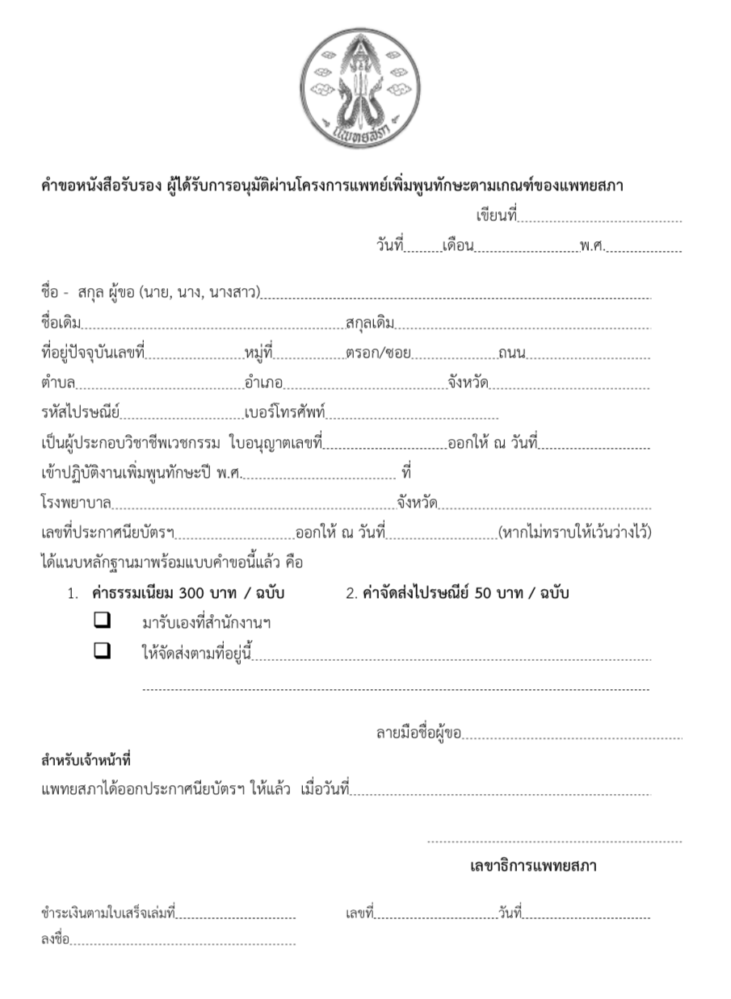 แพทยสภา
คำขอหนังสือรับรอง ผู้ได้รับการอนุมัติผ่านโครงการแพทย์เพิ่มพูนทักษะตามเกณฑ์ของแพทยสภา
เขียนที่
วันที่ เดือน พ.ศ.
ชื่อ - สกุล ผู้ขอ (นาย, นาง, นางสาว)
ชื่อเดิม สกุลเดิม
ที่อยู่ปัจจุบันเลขที่ หมู่ที่ ตรอก/ซอย ถนน
ตำบล อำเภอ จังหวัด
รหัสไปรษณีย์ เบอร์โทรศัพท์
เป็นผู้ประกอบวิชาชีพเวชกรรม ใบอนุญาตเลขที่ ออกให้ ณ วันที่
เข้าปฏิบัติงานเพิ่มพูนทักษะปี พ.ศ. ที่
โรงพยาบาล จังหวัด
เลขที่ประกาศนียบัตรฯ ออกให้ ณ วันที่ (หากไม่ทราบให้เว้นว่างไว้)
ได้แนบหลักฐานมาพร้อมแบบคำขอนี้แล้ว คือ
1. ค่าธรรมเนียม 300 บาท / ฉบับ 2. ค่าจัดส่งไปรษณีย์ 50 บาท / ฉบับ
มารับเองที่สำนักงานฯ
ให้จัดส่งตามที่อยู่นี้
ลายมือชื่อผู้ขอ
สำหรับเจ้าหน้าที่
แพทยสภาได้ออกประกาศนียบัตรฯ ให้แล้ว เมื่อวันที่
เลขาธิการแพทยสภา
ชำระเงินตามใบเสร็จเล่มที่ เลขที่ วันที่
ลงชื่อ